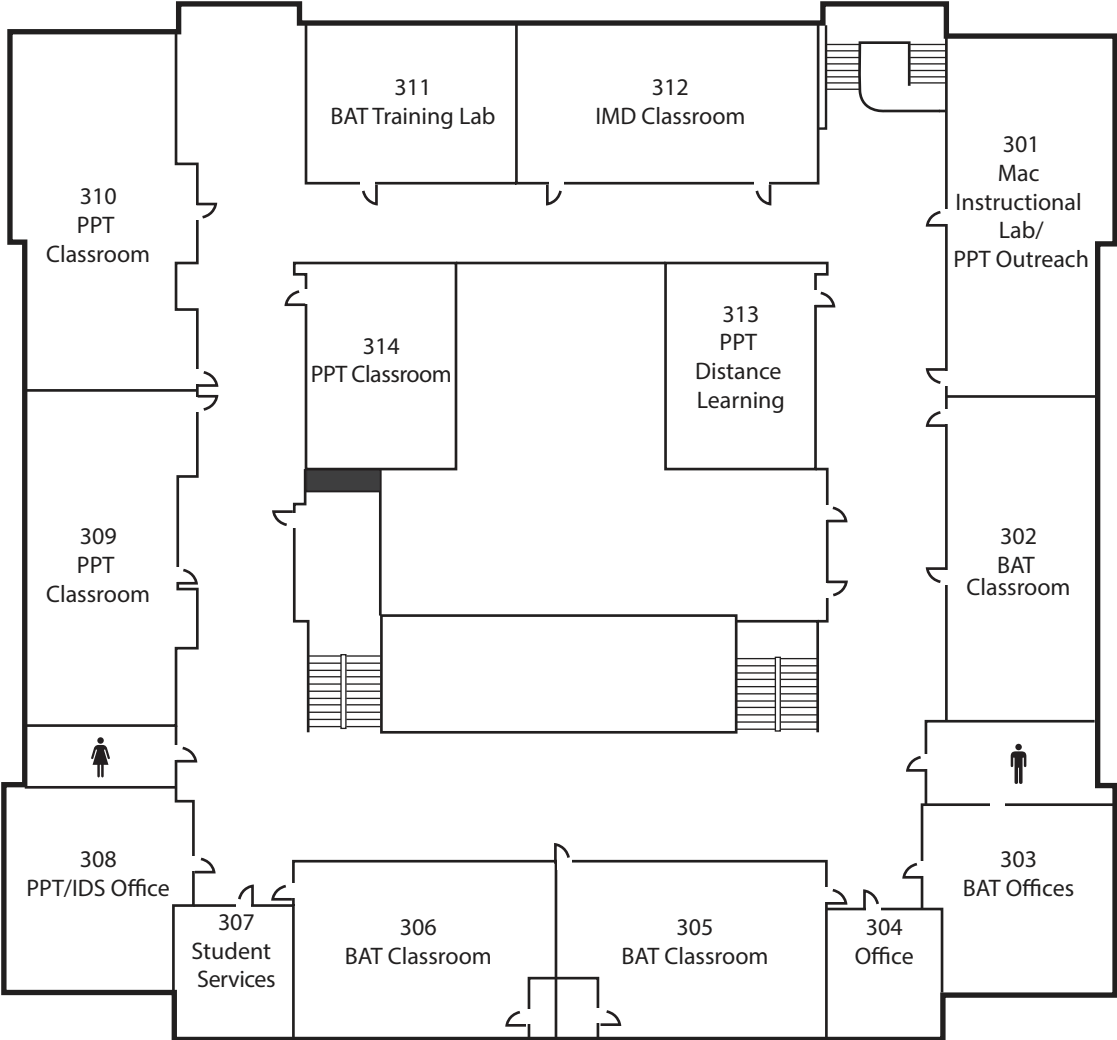 311
BAT Training Lab
312
IMD Classroom
301
Mac
Instructional
Lab/
PPT Outreach
310
PPT
Classroom
314
PPT Classroom
313
PPT
Distance
Learning
309
PPT
Classroom
302
BAT
Classroom
308
PPT/IDS Office
307
Student
Services
306
BAT Classroom
305
BAT Classroom
304
Office
303
BAT Offices